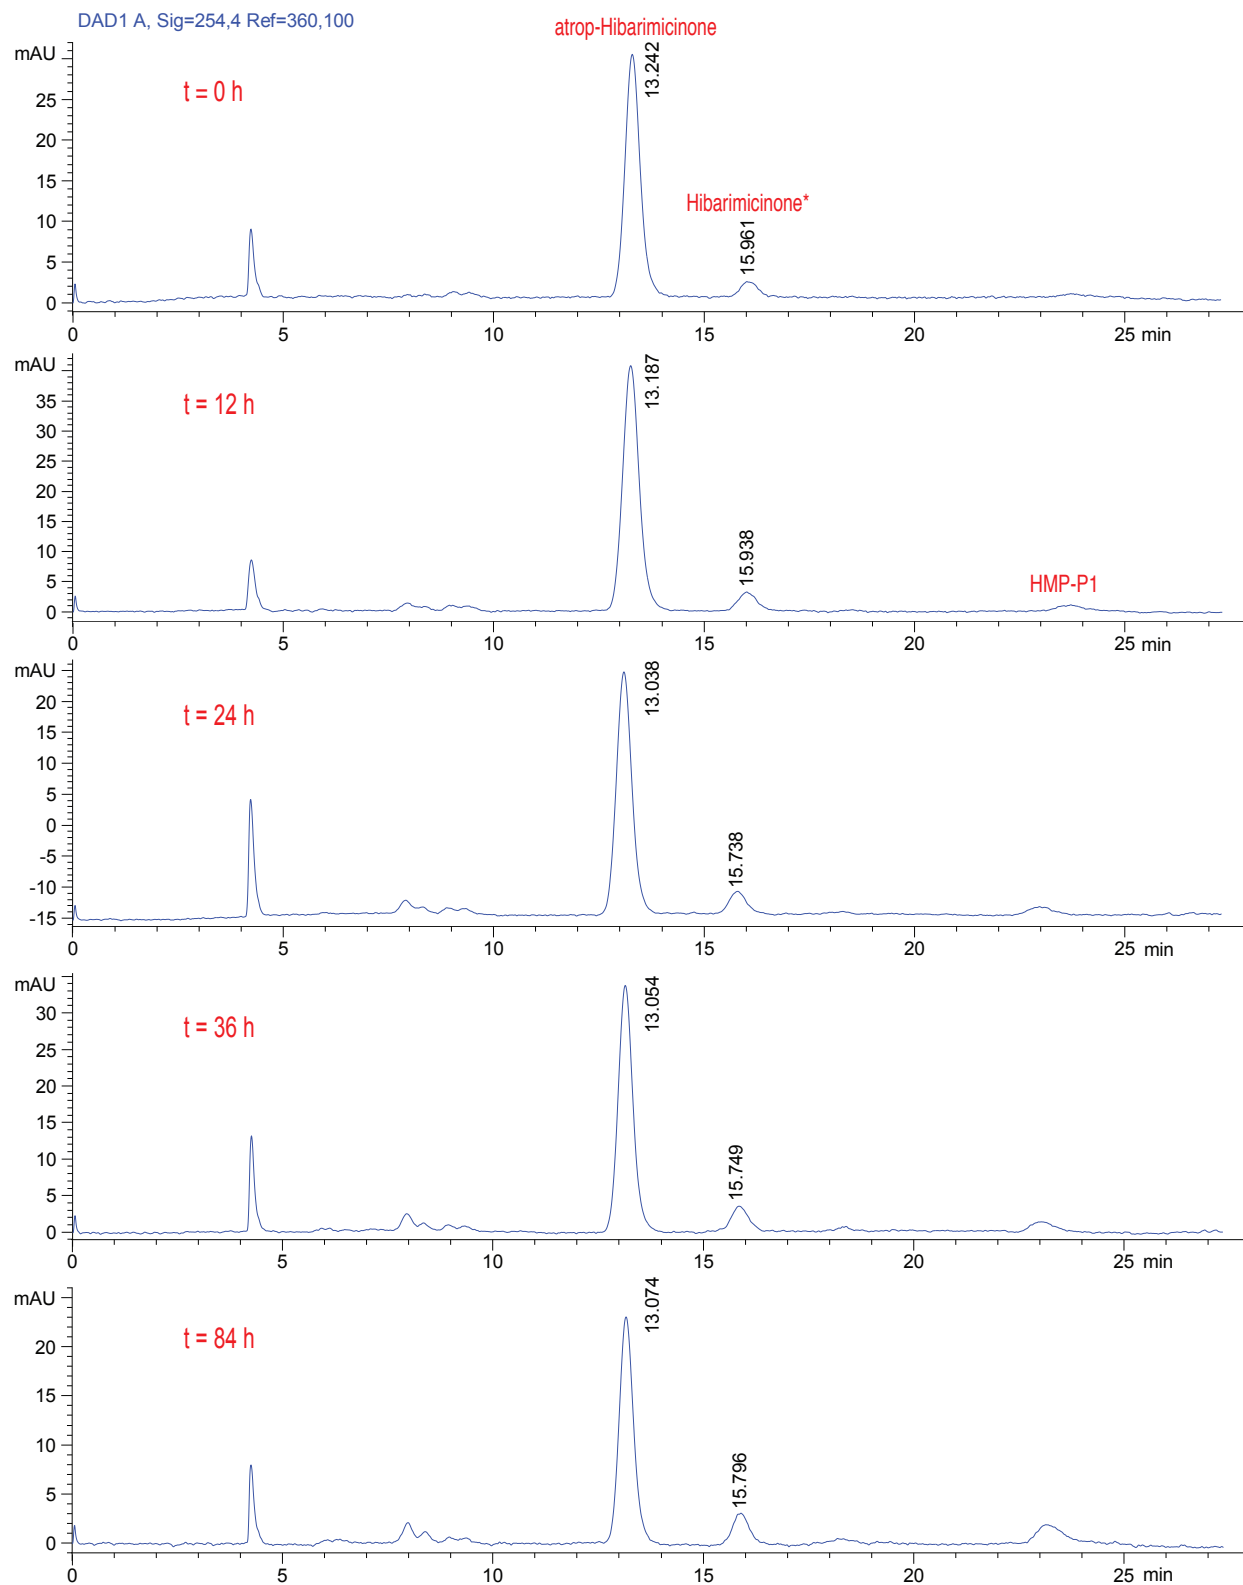 DAD1 A, Sig=254,4 Ref=360,100
atrop-Hibarimicinone
mAU
t = 0 h
13.242
Hibarimicinone*
15.961
25
20
15
10
5
0
0 5 10 15 20 25 min
mAU
t = 12 h
13.187
15.938
HMP-P1
35
30
25
20
15
10
5
0
0 5 10 15 20 25 min
mAU
t = 24 h
13.038
15.738
20
15
10
5
0
-5
-10
-15
0 5 10 15 20 25 min
mAU
t = 36 h
13.054
15.749
30
25
20
15
10
5
0
0 5 10 15 20 25 min
mAU
t = 84 h
13.074
15.796
20
15
10
5
0
0 5 10 15 20 25 min